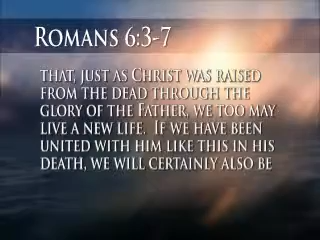 Romans 6:3-7
that, just as Christ was raised
from the dead through the
glory of the Father, we too may
live a new life. If we have been
united with him like this in his
death, we will certainly also be